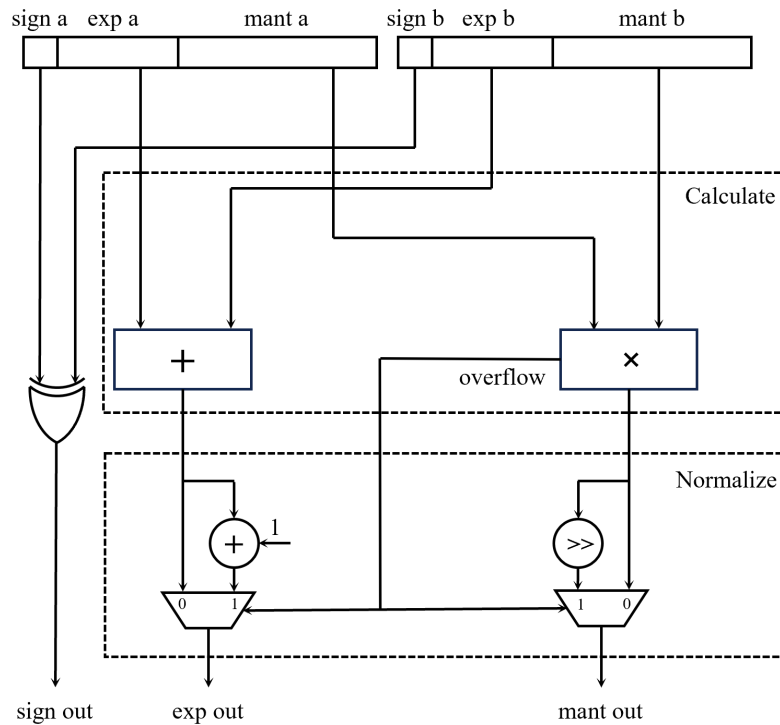 sign a exp a mant a sign b exp b mant b
Calculate
+ ×
overflow
Normalize
+ 1 >>
0 1 1 0
sign out exp out mant out